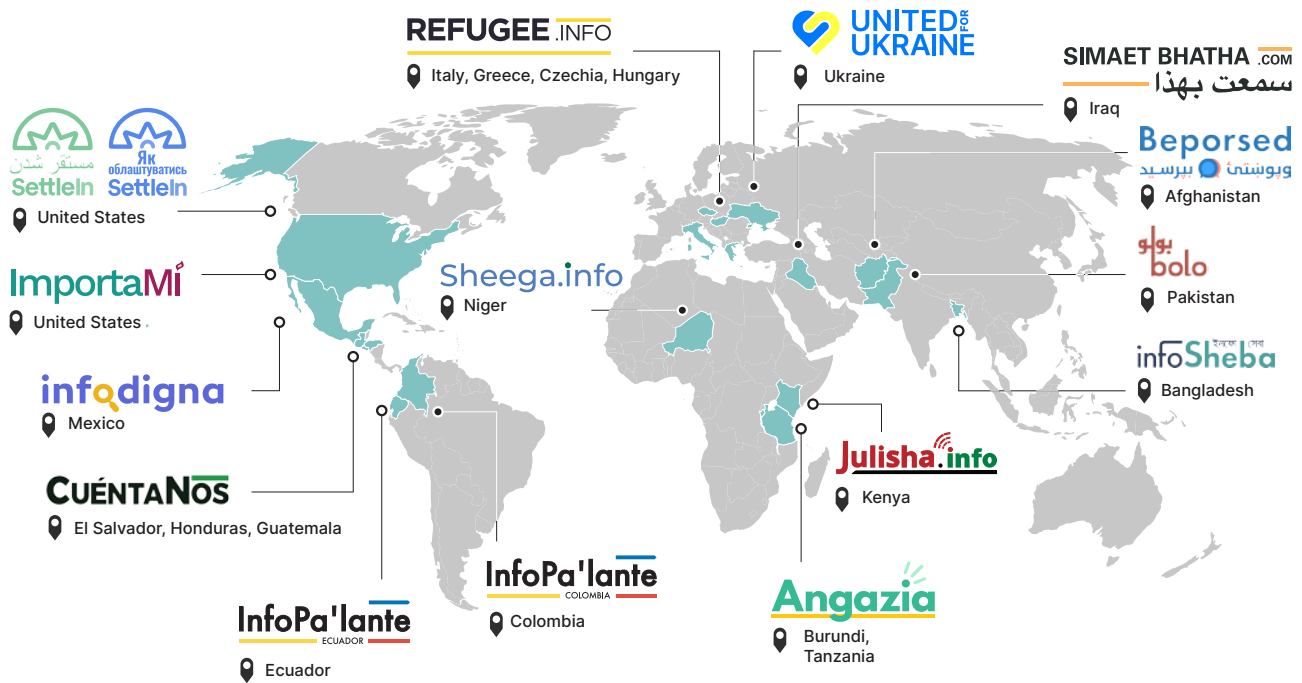 REFUGEE .INFO
Italy, Greece, Czechia, Hungary
UNITED FOR
UKRAINE
Ukraine
SIMAET BHATHA .COM
سمعت بهذا
Iraq
مستقر شدن
SettleIn
Як
облаштуватись
SettleIn
United States
Beporsed
وپوښتئ بپرسید
Afghanistan
ImportaMí
United States .
Sheega.info
Niger
بولو
bolo
Pakistan
infoSheba
ইনফো সেবা
Bangladesh
infodigna
Mexico
Julisha.info
Kenya
CUÉNTANOS
El Salvador, Honduras, Guatemala
InfoPa'lante
COLOMBIA
Colombia
InfoPa'lante
ECUADOR
Ecuador
Angazia
Burundi,
Tanzania